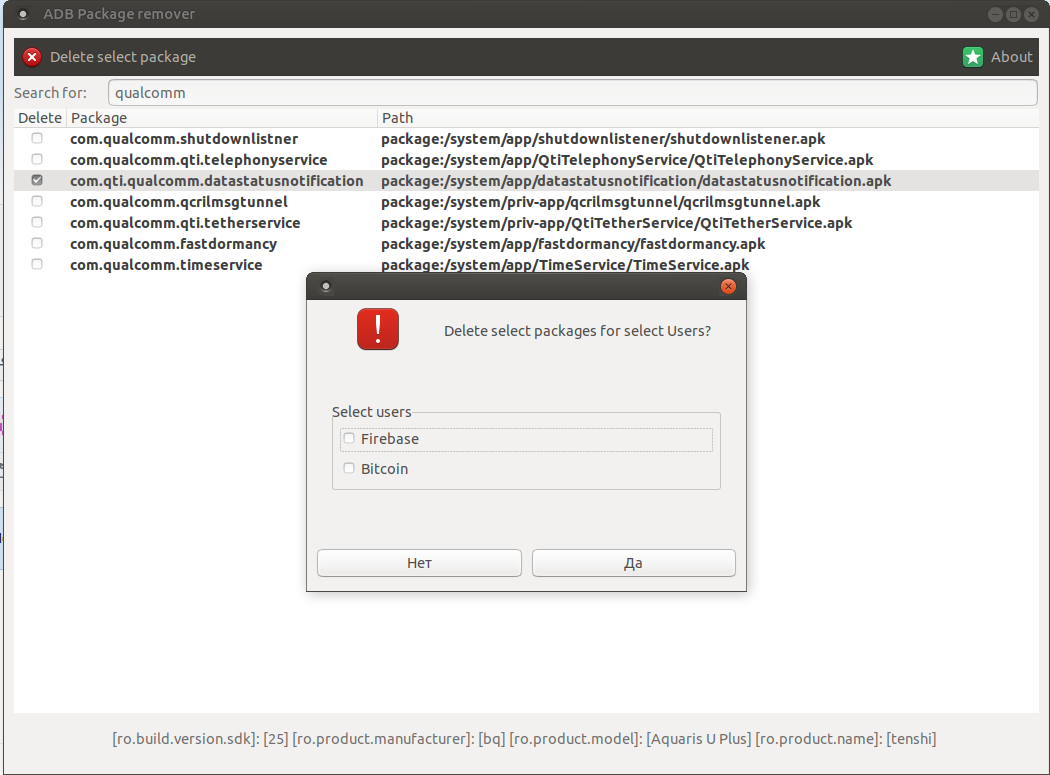 ADB Package remover
Delete select package About
Search for: qualcomm
Delete Package Path
com.qualcomm.shutdownlistner package:/system/app/shutdownlistener/shutdownlistener.apk
com.qualcomm.qti.telephonyservice package:/system/app/QtiTelephonyService/QtiTelephonyService.apk
com.qti.qualcomm.datastatusnotification package:/system/app/datastatusnotification/datastatusnotification.apk
com.qualcomm.qcrilmsgtunnel package:/system/priv-app/qcrilmsgtunnel/qcrilmsgtunnel.apk
com.qualcomm.qti.tetherservice package:/system/priv-app/QtiTetherService/QtiTetherService.apk
com.qualcomm.fastdormancy package:/system/app/fastdormancy/fastdormancy.apk
com.qualcomm.timeservice package:/system/app/TimeService/TimeService.apk
Delete select packages for select Users?
Select users
Firebase
Bitcoin
Нет Да
[ro.build.version.sdk]: [25] [ro.product.manufacturer]: [bq] [ro.product.model]: [Aquaris U Plus] [ro.product.name]: [tenshi]